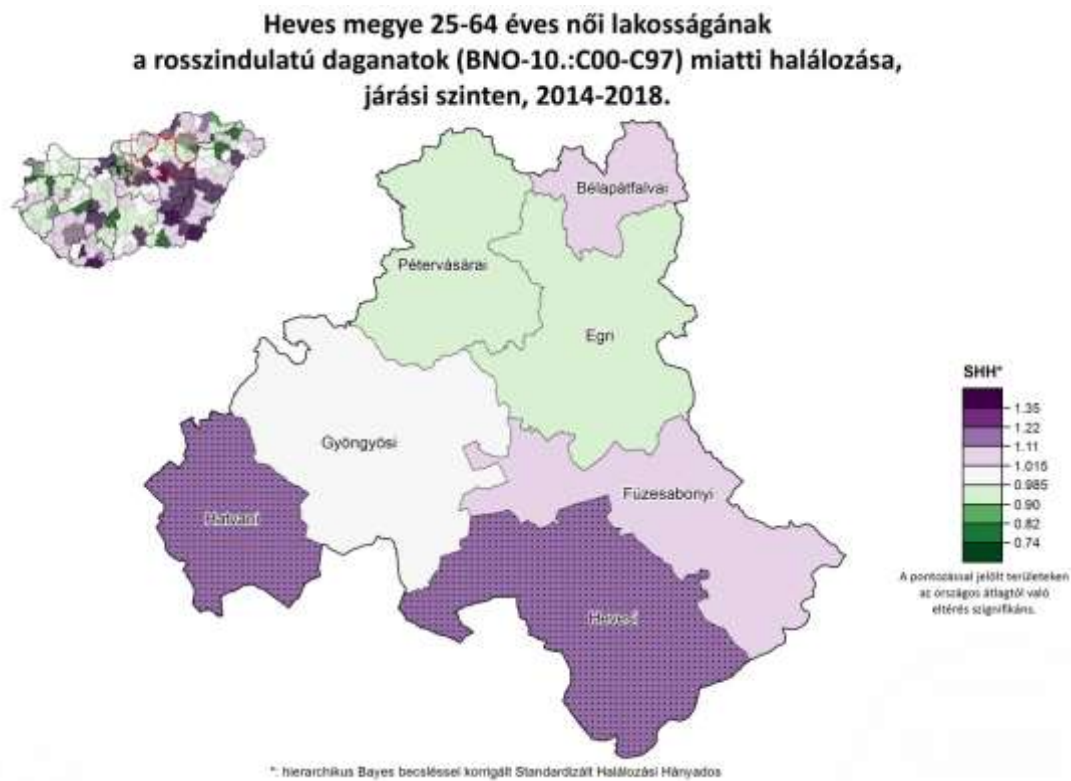 Heves megye 25-64 éves női lakosságának
a rosszindulatú daganatok (BNO-10.:C00-C97) miatti halálozása,
járási szinten, 2014-2018.
Bélapátfalvai
Pétervásárai
Egri
Gyöngyösi
Füzesabonyi
Hatvani
Hevesi
SHH*
1.35
1.22
1.11
1.015
0.985
0.90
0.82
0.74
A pontozással jelölt területeken
az országos átlagtól való
eltérés szignifikáns.
*: hierarchikus Bayes becsléssel korrigált Standardizált Halálozási Hányados